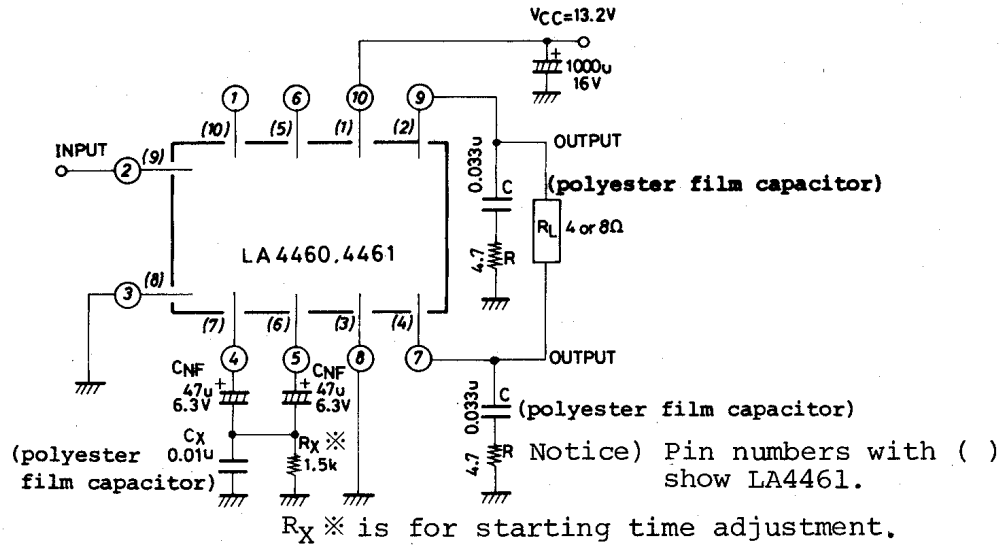 VCC=13.2V
+
1000u
16V
1
6
10
9
(10)
(5)
(1)
(2)
INPUT
2
(9)
OUTPUT
0.033u
C
(polyester film capacitor)
RL
4 or 8Ω
4.7
R
LA4460,4461
3
(8)
(7)
(6)
(3)
(4)
4
5
8
7
OUTPUT
CNF
47u
6.3V
+
CNF
47u
6.3V
+
0.033u
C
(polyester film capacitor)
CX
0.01u
(polyester
film capacitor)
RX ※
1.5k
4.7
R
Notice) Pin numbers with ( )
show LA4461.
RX ※ is for starting time adjustment.